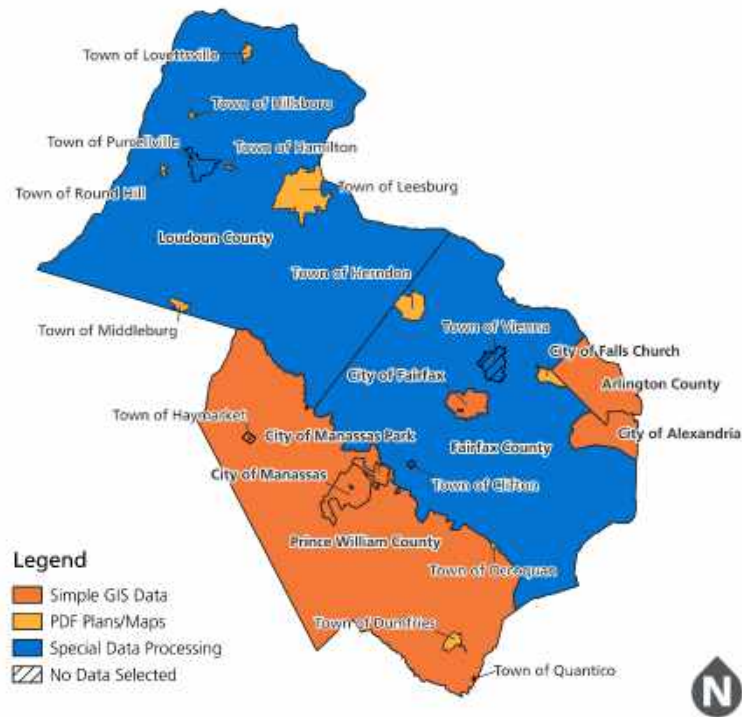 Town of Lovettsville
Town of Hillsboro
Town of Purcellville
Town of Hamilton
Town of Round Hill
Town of Leesburg
Loudoun County
Town of Herndon
Town of Middleburg
Town of Vienna
City of Falls Church
City of Fairfax
Arlington County
Town of Haymarket
City of Manassas Park
Fairfax County
City of Alexandria
City of Manassas
Town of Clifton
Prince William County
Town of Occoquan
Town of Dumfries
Town of Quantico
Legend
Simple GIS Data
PDF Plans/Maps
Special Data Processing
No Data Selected
N